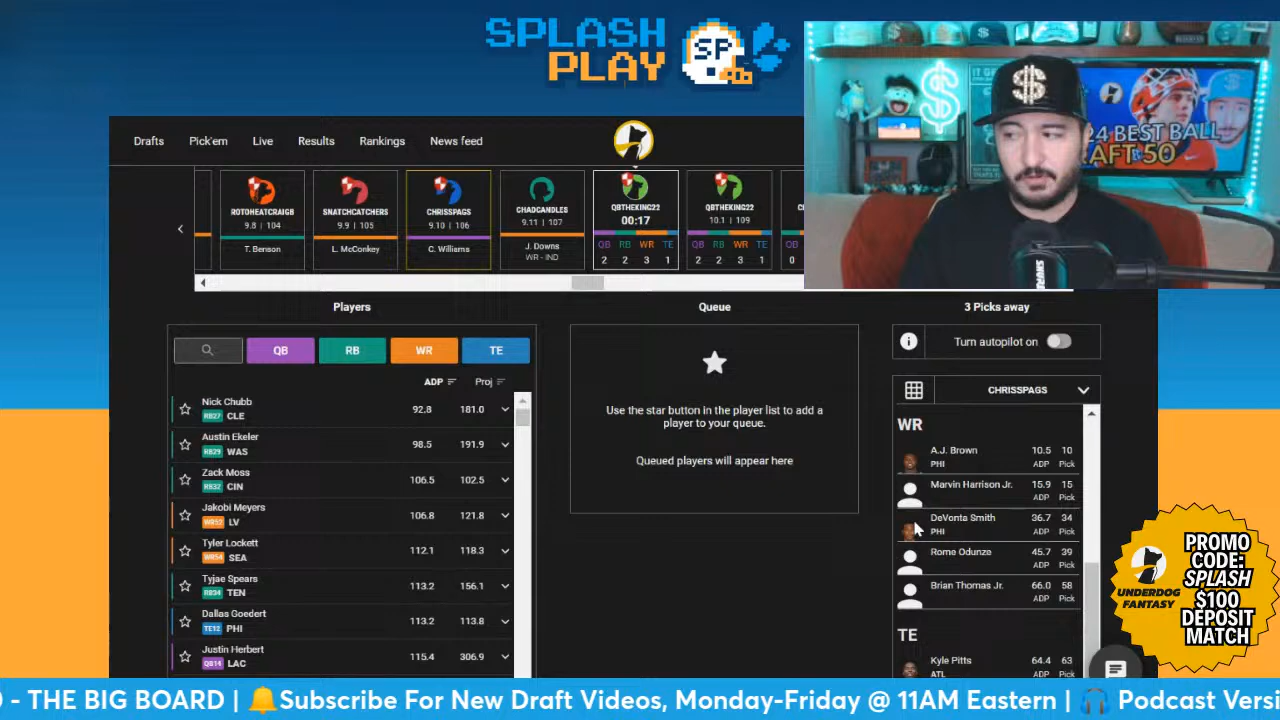 SPLASH
PLAY
SP
$
$
24 BEST BALL
AFT 50
SHURE
Drafts Pick'em Live Results Rankings News feed
ROTOHEATCRAIGB
9.8 | 104
T. Benson
SNATCHCATCHERS
9.9 | 105
L. McConkey
CHRISSPAGS
9.10 | 106
C. Williams
CHADCANDLES
9.11 | 107
J. Downs
WR - IND
QBTHEKING22
00:17
QB RB WR TE
2 2 3 1
QBTHEKING22
10.1 | 109
QB RB WR TE
2 2 3 1
QB
0
Players
QB RB WR TE
ADP Proj
Nick Chubb
RB27 CLE
92.8 181.0
Austin Ekeler
RB29 WAS
98.5 191.9
Zack Moss
RB32 CIN
106.5 102.5
Jakobi Meyers
WR52 LV
106.8 121.8
Tyler Lockett
WR54 SEA
112.1 118.3
Tyjae Spears
RB34 TEN
113.2 156.1
Dallas Goedert
TE12 PHI
113.2 113.8
Justin Herbert
QB14 LAC
115.4 306.9
Queue
Use the star button in the player list to add a
player to your queue.
Queued players will appear here
3 Picks away
Turn autopilot on
CHRISSPAGS
WR
A.J. Brown 10.5 10
PHI ADP Pick
Marvin Harrison Jr. 15.9 15
ADP Pick
DeVonta Smith 36.7 34
PHI ADP Pick
Rome Odunze 45.7 39
ADP Pick
Brian Thomas Jr. 66.0 58
ADP Pick
TE
Kyle Pitts 64.4 63
ATL ADP Pick
UNDERDOG
FANTASY
PROMO
CODE:
SPLASH
$100
DEPOSIT
MATCH
- THE BIG BOARD | 🔔Subscribe For New Draft Videos, Monday-Friday @ 11AM Eastern | 🎧 Podcast Versi